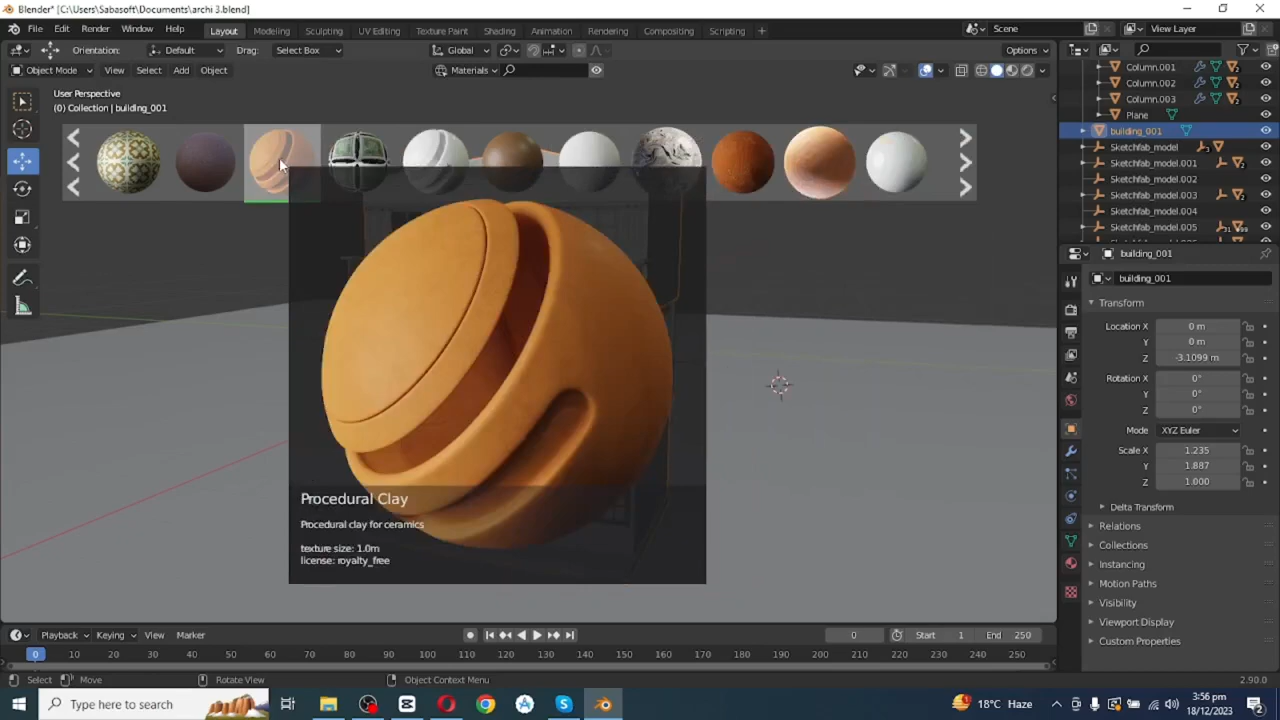 Blender* [C:\Users\Sabasoft\Documents\archi 3.blend]
File Edit Render Window Help
Layout Modeling Sculpting UV Editing Texture Paint Shading Animation Rendering Compositing Scripting +
Scene
View Layer
Orientation: Default Drag: Select Box
Global
Options
Object Mode View Select Add Object
Materials
User Perspective
(0) Collection | building_001
Column.001
Column.002
Column.003
Plane
building_001
Sketchfab_model
Sketchfab_model.001
Sketchfab_model.002
Sketchfab_model.003
Sketchfab_model.004
Sketchfab_model.005
building_001
building_001
Transform
Location X 0 m
Y 0 m
Z -3.1099 m
Rotation X 0°
Y 0°
Z 0°
Mode XYZ Euler
Scale X 1.235
Y 1.887
Z 1.000
Delta Transform
Relations
Collections
Instancing
Motion Paths
Visibility
Viewport Display
Custom Properties
Procedural Clay
Procedural clay for ceramics
texture size: 1.0m
license: royalty_free
Playback Keying View Marker
0 Start 1 End 250
0 10 20 30 40 50 60 70 80 90 100 110 120 130 140 150 160 170 180 190 200 210 220 230 240 250
Select Move Rotate View Object Context Menu 2.90.0
Type here to search
18°C Haze
3:56 pm
18/12/2023